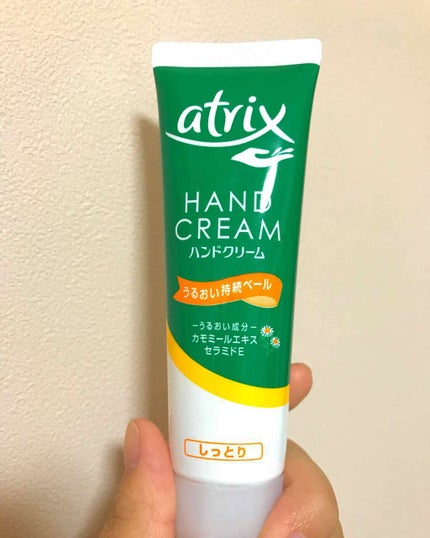 atrix
HAND
CREAM
ハンドクリーム
うるおい持続ベール
ーうるおい成分ー
カモミールエキス
セラミドE
しっとり